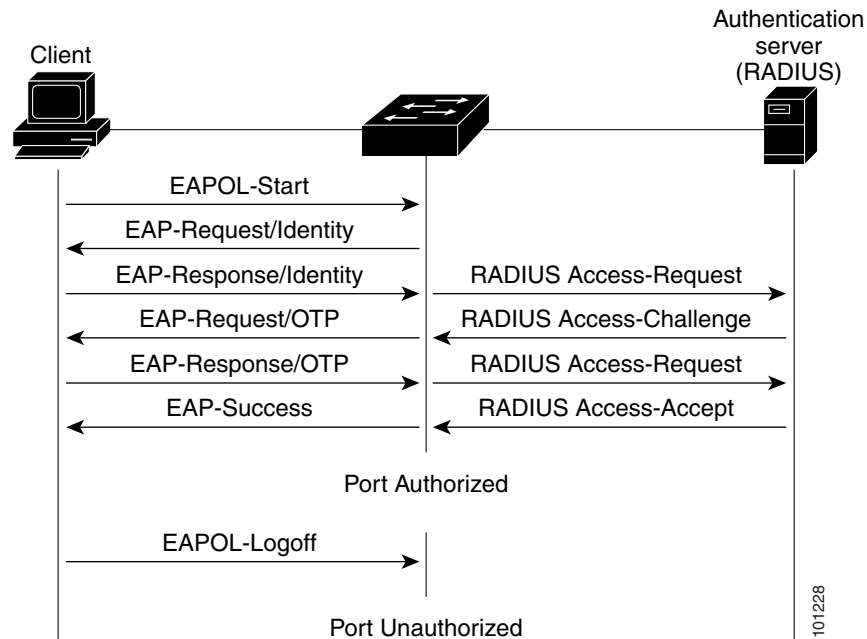 Authentication
server
(RADIUS)
Client
EAPOL-Start
EAP-Request/Identity
EAP-Response/Identity
RADIUS Access-Request
EAP-Request/OTP
RADIUS Access-Challenge
EAP-Response/OTP
RADIUS Access-Request
EAP-Success
RADIUS Access-Accept
Port Authorized
EAPOL-Logoff
Port Unauthorized
101228